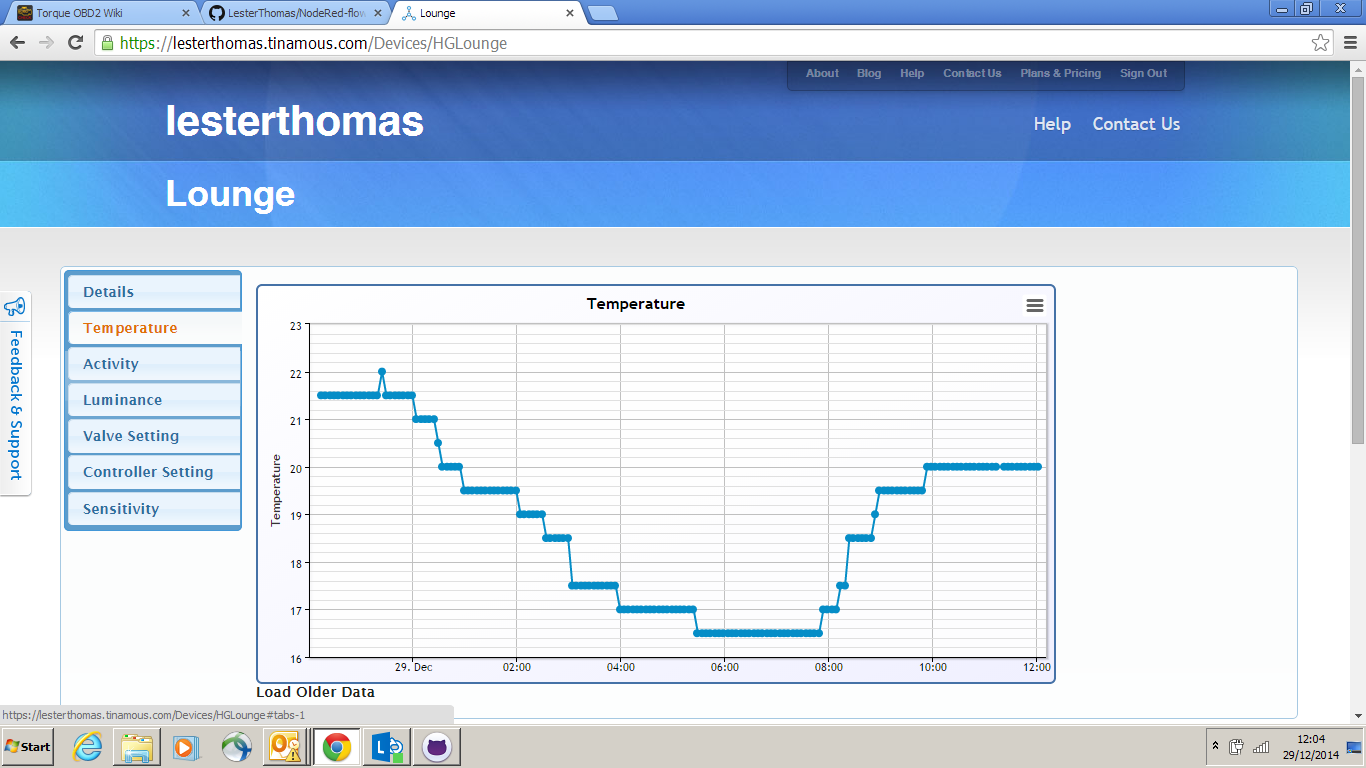 Torque OBD2 Wiki
LesterThomas/NodeRed-flow
Lounge
https://lesterthomas.tinamous.com/Devices/HGLounge
About Blog Help Contact Us Plans & Pricing Sign Out
lesterthomas
Help Contact Us
Lounge
Feedback & Support
Details
Temperature
Activity
Luminance
Valve Setting
Controller Setting
Sensitivity
Temperature
Temperature
23
22
21
20
19
18
17
16
29. Dec 02:00 04:00 06:00 08:00 10:00 12:00
Load Older Data
https://lesterthomas.tinamous.com/Devices/HGLounge#tabs-1
Start
12:04
29/12/2014